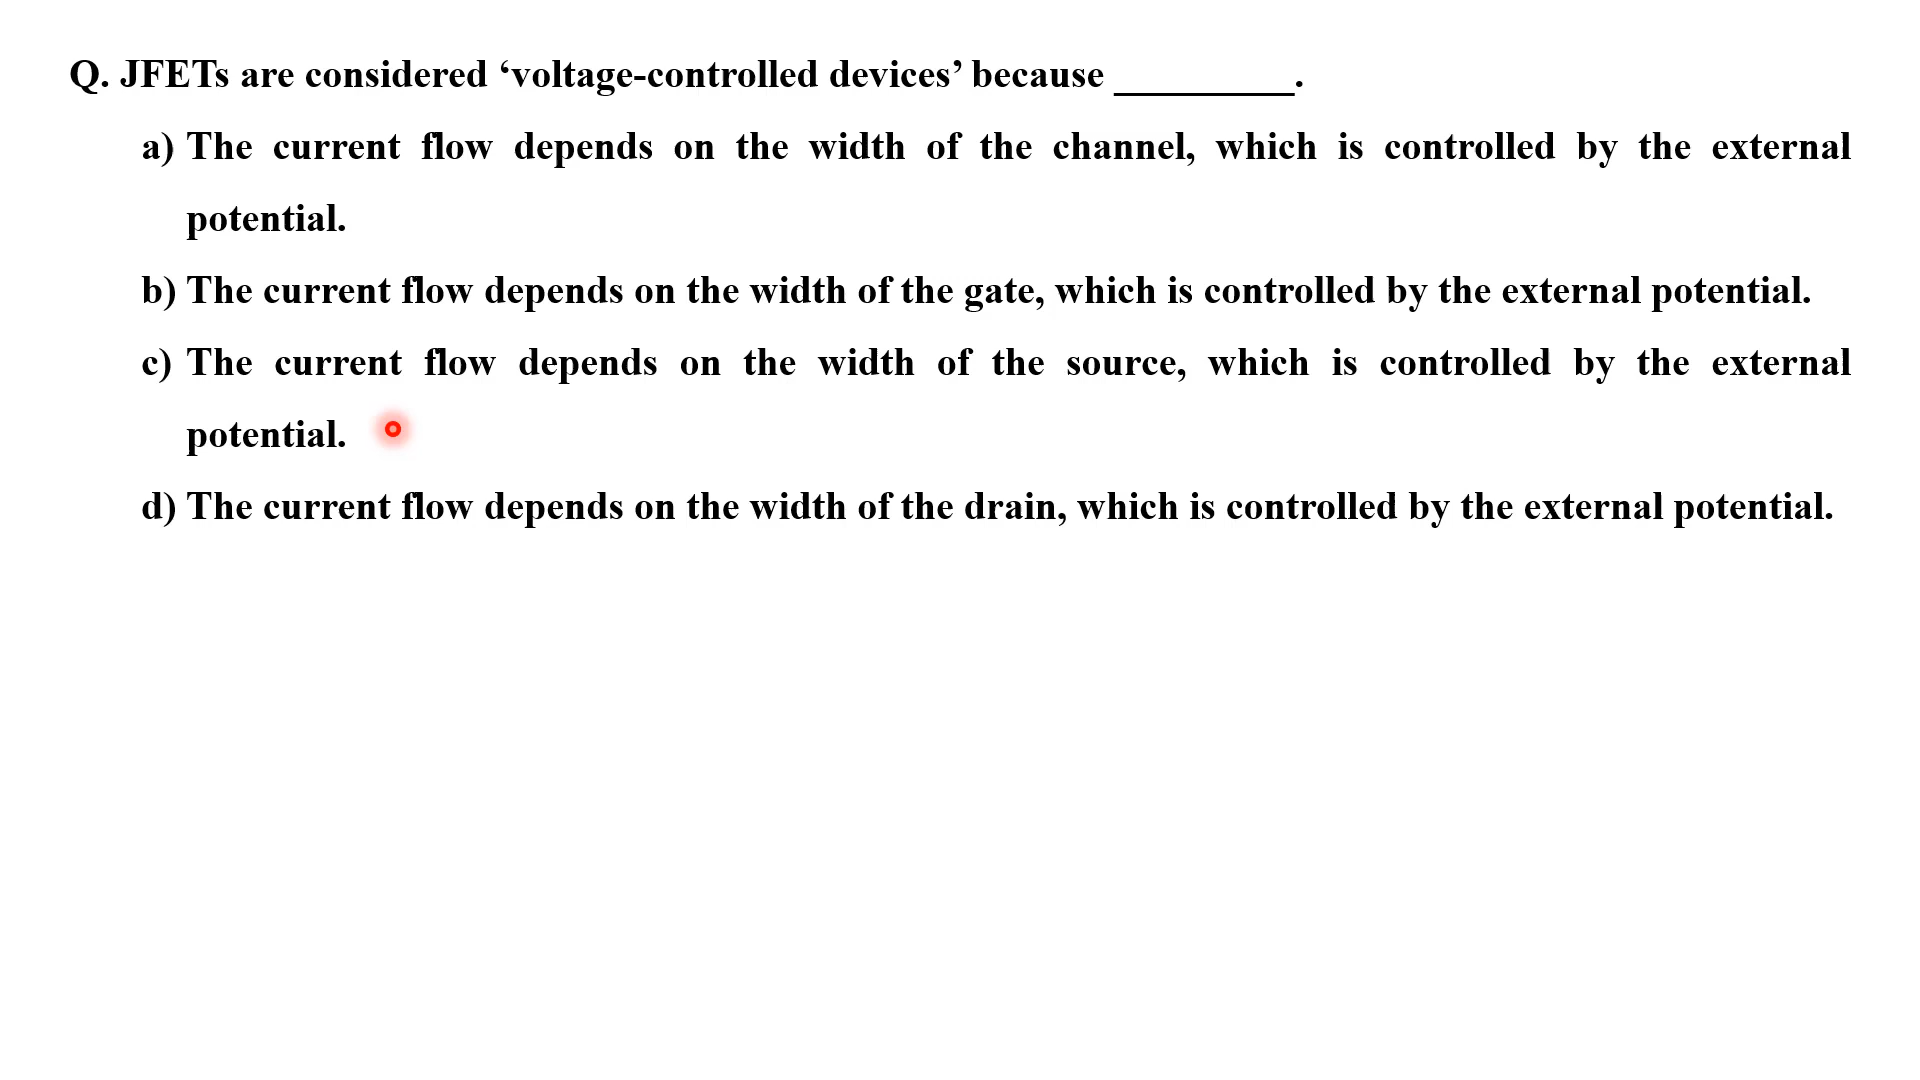 Q. JFETs are considered ‘voltage-controlled devices’ because _________.
a) The current flow depends on the width of the channel, which is controlled by the external
potential.
b) The current flow depends on the width of the gate, which is controlled by the external potential.
c) The current flow depends on the width of the source, which is controlled by the external
potential.
d) The current flow depends on the width of the drain, which is controlled by the external potential.